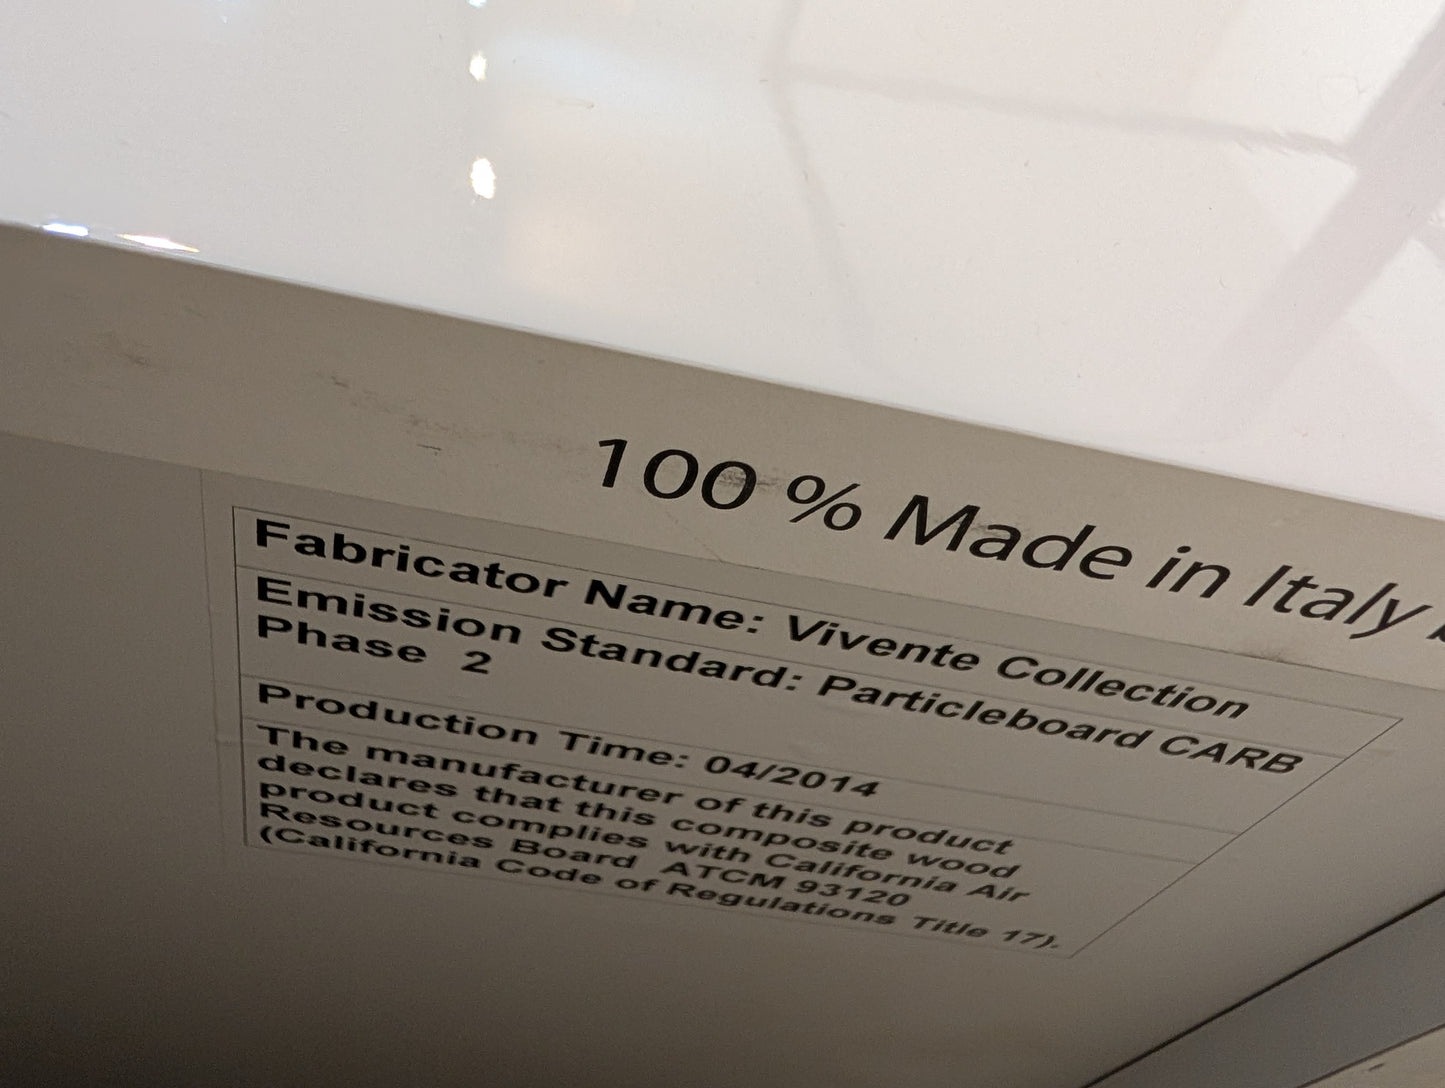 100 % Made in Italy
Fabricator Name: Vivente Collection
Emission Standard: Particleboard CARB
Phase 2
Production Time: 04/2014
The manufacturer of this product
declares that this composite wood
product complies with California Air
Resources Board ATCM 93120
(California Code of Regulations Title 17).